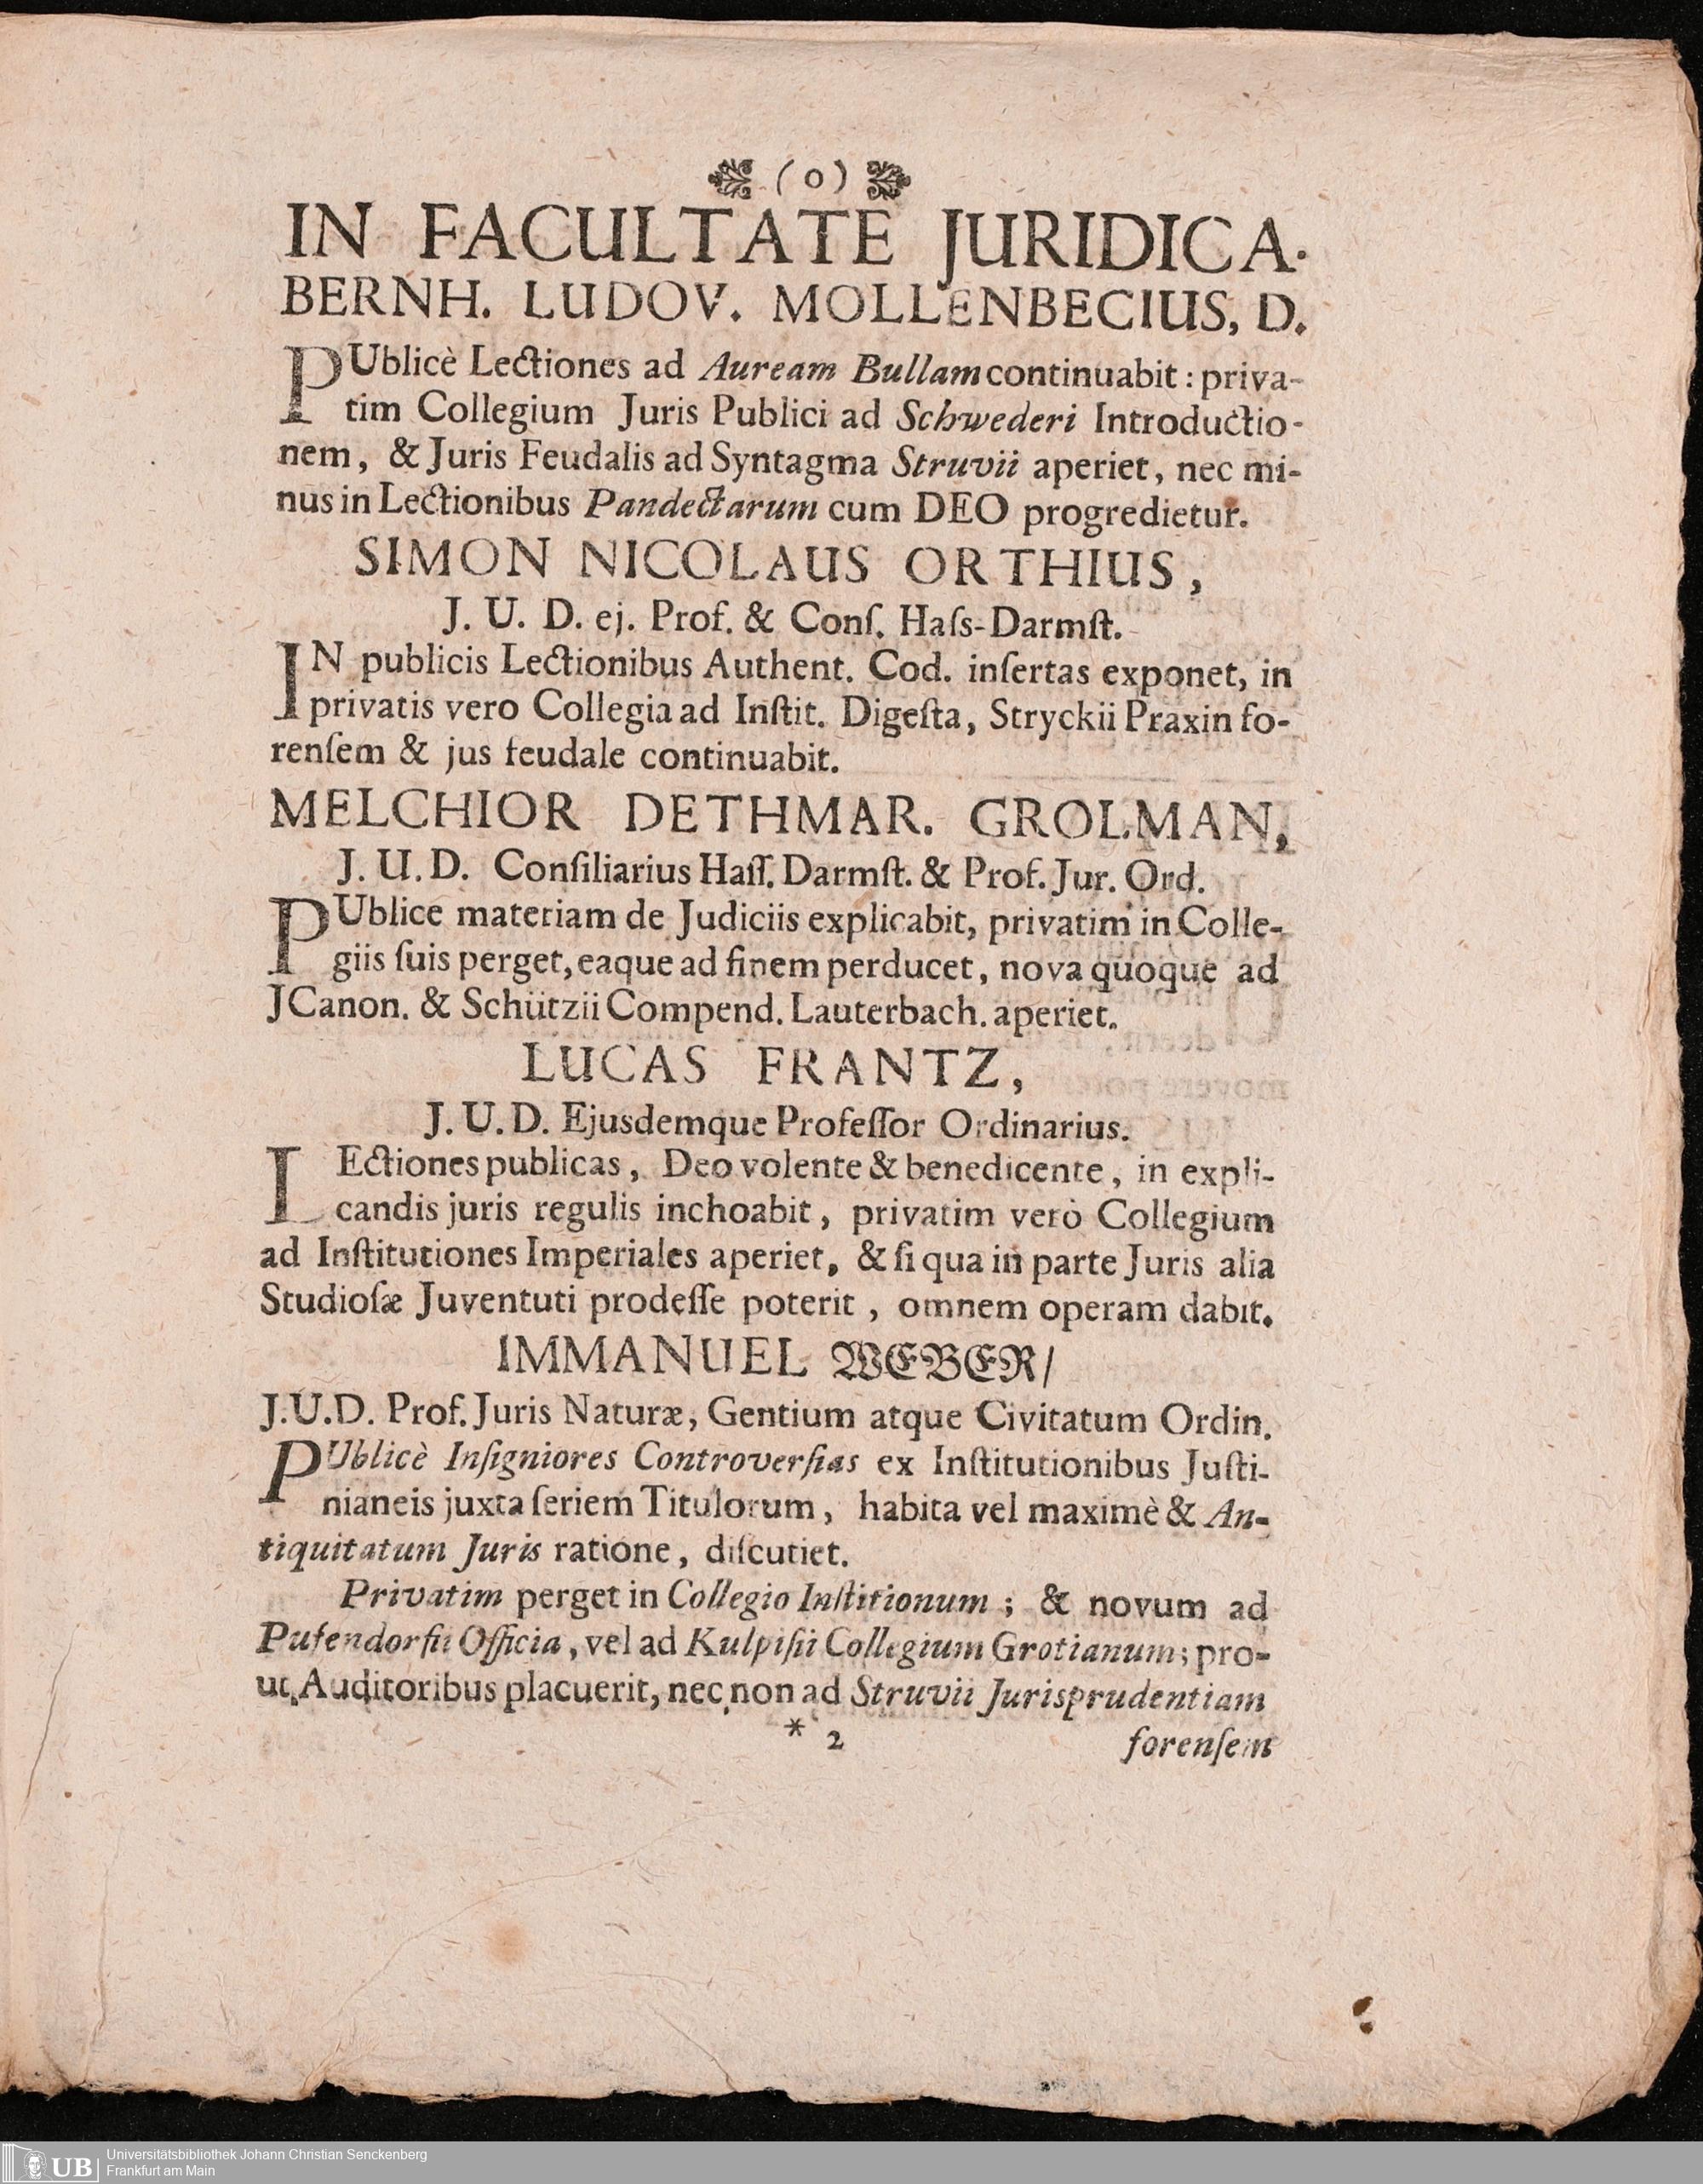 (o)
IN FACULTATE JURIDICA.
BERNH. LUDOV. MOLLENBECIUS, D.
PUblicè Lectiones ad Auream Bullam continuabit: priva-
tim Collegium Juris Publici ad Schwederi Introductio-
nem, & Juris Feudalis ad Syntagma Struvii aperiet, nec mi-
nus in Lectionibus Pandectarum cum DEO progredietur.
SIMON NICOLAUS ORTHIUS,
J. U. D. ej. Prof. & Conſ. Haſs-Darmſt.
IN publicis Lectionibus Authent. Cod. inſertas exponet, in
privatis vero Collegia ad Inſtit. Digeſta, Stryckii Praxin fo-
renſem & jus feudale continuabit.
MELCHIOR DETHMAR. GROLMAN,
J. U. D. Conſiliarius Haſſ. Darmſt. & Prof. Jur. Ord.
PUblice materiam de Judiciis explicabit, privatim in Colle-
giis ſuis perget, eaque ad finem perducet, nova quoque ad
JCanon. & Schützii Compend. Lauterbach. aperiet.
LUCAS FRANTZ,
J. U. D. Ejusdemque Profeſſor Ordinarius.
LEctiones publicas, Deo volente & benedicente, in expli-
candis juris regulis inchoabit, privatim verò Collegium
ad Inſtitutiones Imperiales aperiet, & ſi qua in parte Juris alia
Studioſæ Juventuti prodeſſe poterit, omnem operam dabit.
IMMANUEL WEBER/
J.U.D. Prof. Juris Naturæ, Gentium atque Civitatum Ordin.
PUblicè Inſigniores Controverſias ex Inſtitutionibus Juſti-
nianeis juxta ſeriem Titulorum, habita vel maximè & An-
tiquitatum Juris ratione, diſcutiet.
Privatim perget in Collegio Inſtitionum; & novum ad
Pufendorfii Officia, vel ad Kulpiſii Collegium Grotianum; pro-
ut Auditoribus placuerit, nec non ad Struvii Jurisprudentiam
* 2 forenſem
UB Universitätsbibliothek Johann Christian Senckenberg
Frankfurt am Main